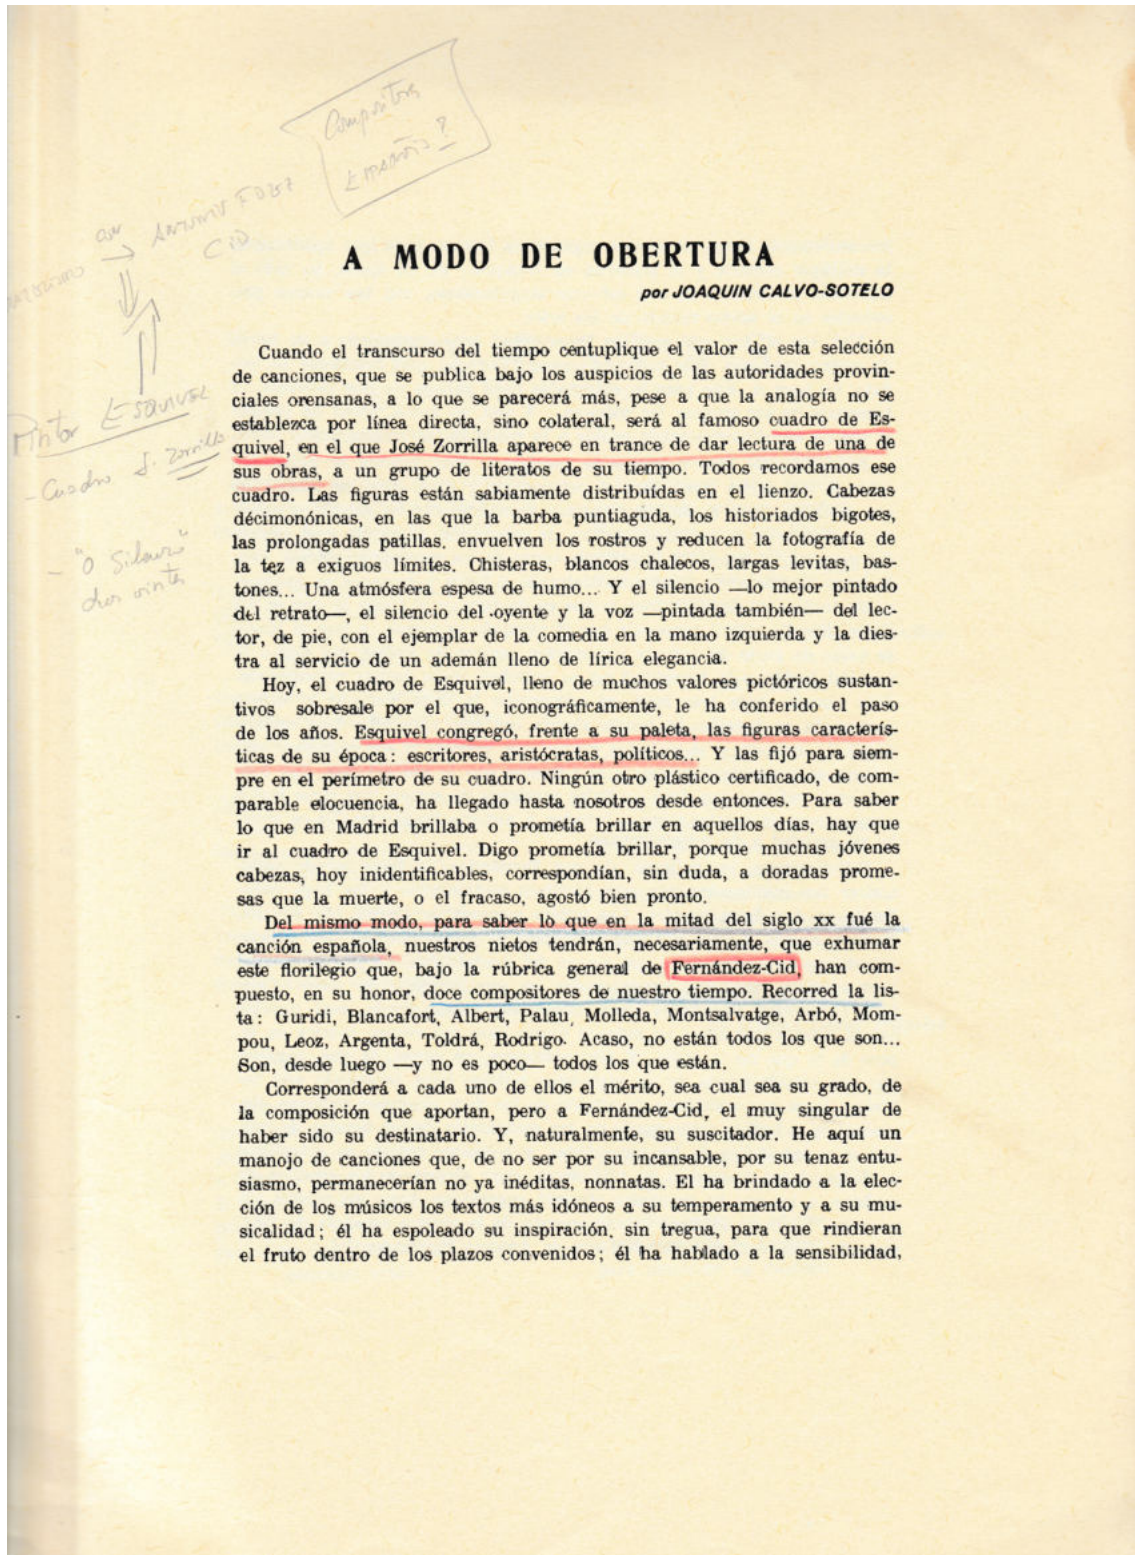 Compositores
Españoles?
ANTONIO FDEZ
CID
A MODO DE OBERTURA
por JOAQUIN CALVO-SOTELO
Cuando el transcurso del tiempo centuplique el valor de esta selección
de canciones, que se publica bajo los auspicios de las autoridades provin-
ciales orensanas, a lo que se parecerá más, pese a que la analogía no se
establezca por línea directa, sino colateral, será al famoso cuadro de Es-
quivel, en el que José Zorrilla aparece en trance de dar lectura de una de
sus obras, a un grupo de literatos de su tiempo. Todos recordamos ese
cuadro. Las figuras están sabiamente distribuídas en el lienzo. Cabezas
décimonónicas, en las que la barba puntiaguda, los historiados bigotes,
las prolongadas patillas. envuelven los rostros y reducen la fotografía de
la tez a exiguos límites. Chisteras, blancos chalecos, largas levitas, bas-
tones... Una atmósfera espesa de humo... Y el silencio —lo mejor pintado
del retrato—, el silencio del .oyente y la voz —pintada también— del lec-
tor, de pie, con el ejemplar de la comedia en la mano izquierda y la dies-
tra al servicio de un ademán lleno de lírica elegancia.
Pintor ESQUIVEL
- Cuadro J. Zorrilla
Hoy, el cuadro de Esquivel, lleno de muchos valores pictóricos sustan-
tivos sobresale por el que, iconográficamente, le ha conferido el paso
de los años. Esquivel congregó, frente a su paleta, las figuras caracterís-
ticas de su época: escritores, aristócratas, políticos... Y las fijó para siem-
pre en el perímetro de su cuadro. Ningún otro plástico certificado, de com-
parable elocuencia, ha llegado hasta nosotros desde entonces. Para saber
lo que en Madrid brillaba o prometía brillar en aquellos días, hay que
ir al cuadro de Esquivel. Digo prometía brillar, porque muchas jóvenes
cabezas, hoy inidentificables, correspondían, sin duda, a doradas prome-
sas que la muerte, o el fracaso, agostó bien pronto.
Del mismo modo, para saber lo que en la mitad del siglo XX fué la
canción española, nuestros nietos tendrán, necesariamente, que exhumar
este florilegio que, bajo la rúbrica general de Fernández-Cid, han com-
puesto, en su honor, doce compositores de nuestro tiempo. Recorred la lis-
ta: Guridi, Blancafort, Albert, Palau, Molleda, Montsalvatge, Arbó, Mom-
pou, Leoz, Argenta, Toldrá, Rodrigo. Acaso, no están todos los que son...
Son, desde luego —y no es poco— todos los que están.
Corresponderá a cada uno de ellos el mérito, sea cual sea su grado, de
la composición que aportan, pero a Fernández-Cid, el muy singular de
haber sido su destinatario. Y, naturalmente, su suscitador. He aquí un
manojo de canciones que, de no ser por su incansable, por su tenaz entu-
siasmo, permanecerían no ya inéditas, nonnatas. El ha brindado a la elec-
ción de los músicos los textos más idóneos a su temperamento y a su mu-
sicalidad; él ha espoleado su inspiración, sin tregua, para que rindieran
el fruto dentro de los plazos convenidos; él ha hablado a la sensibilidad,